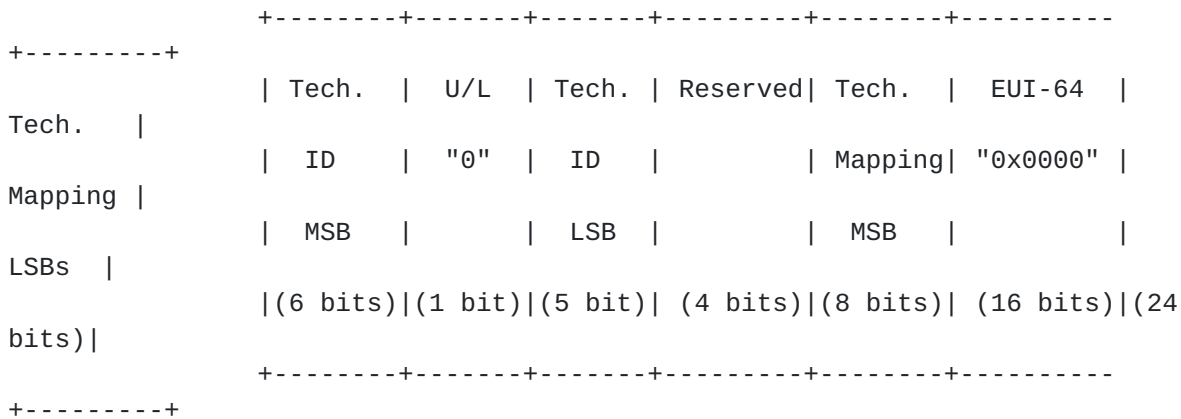 +--------+-------+-------+---------+--------+----------
+---------+
| Tech.  |  U/L  | Tech. | Reserved| Tech.  |  EUI-64  |
Tech.   |
|  ID    |  "0"  |  ID   |         | Mapping| "0x0000" |
Mapping |
|  MSB   |       |  LSB  |         |  MSB   |          |
LSBs  |
|(6 bits)|(1 bit)|(5 bit)| (4 bits)|(8 bits)| (16 bits)|(24
bits)|
+--------+-------+-------+---------+--------+----------
+---------+